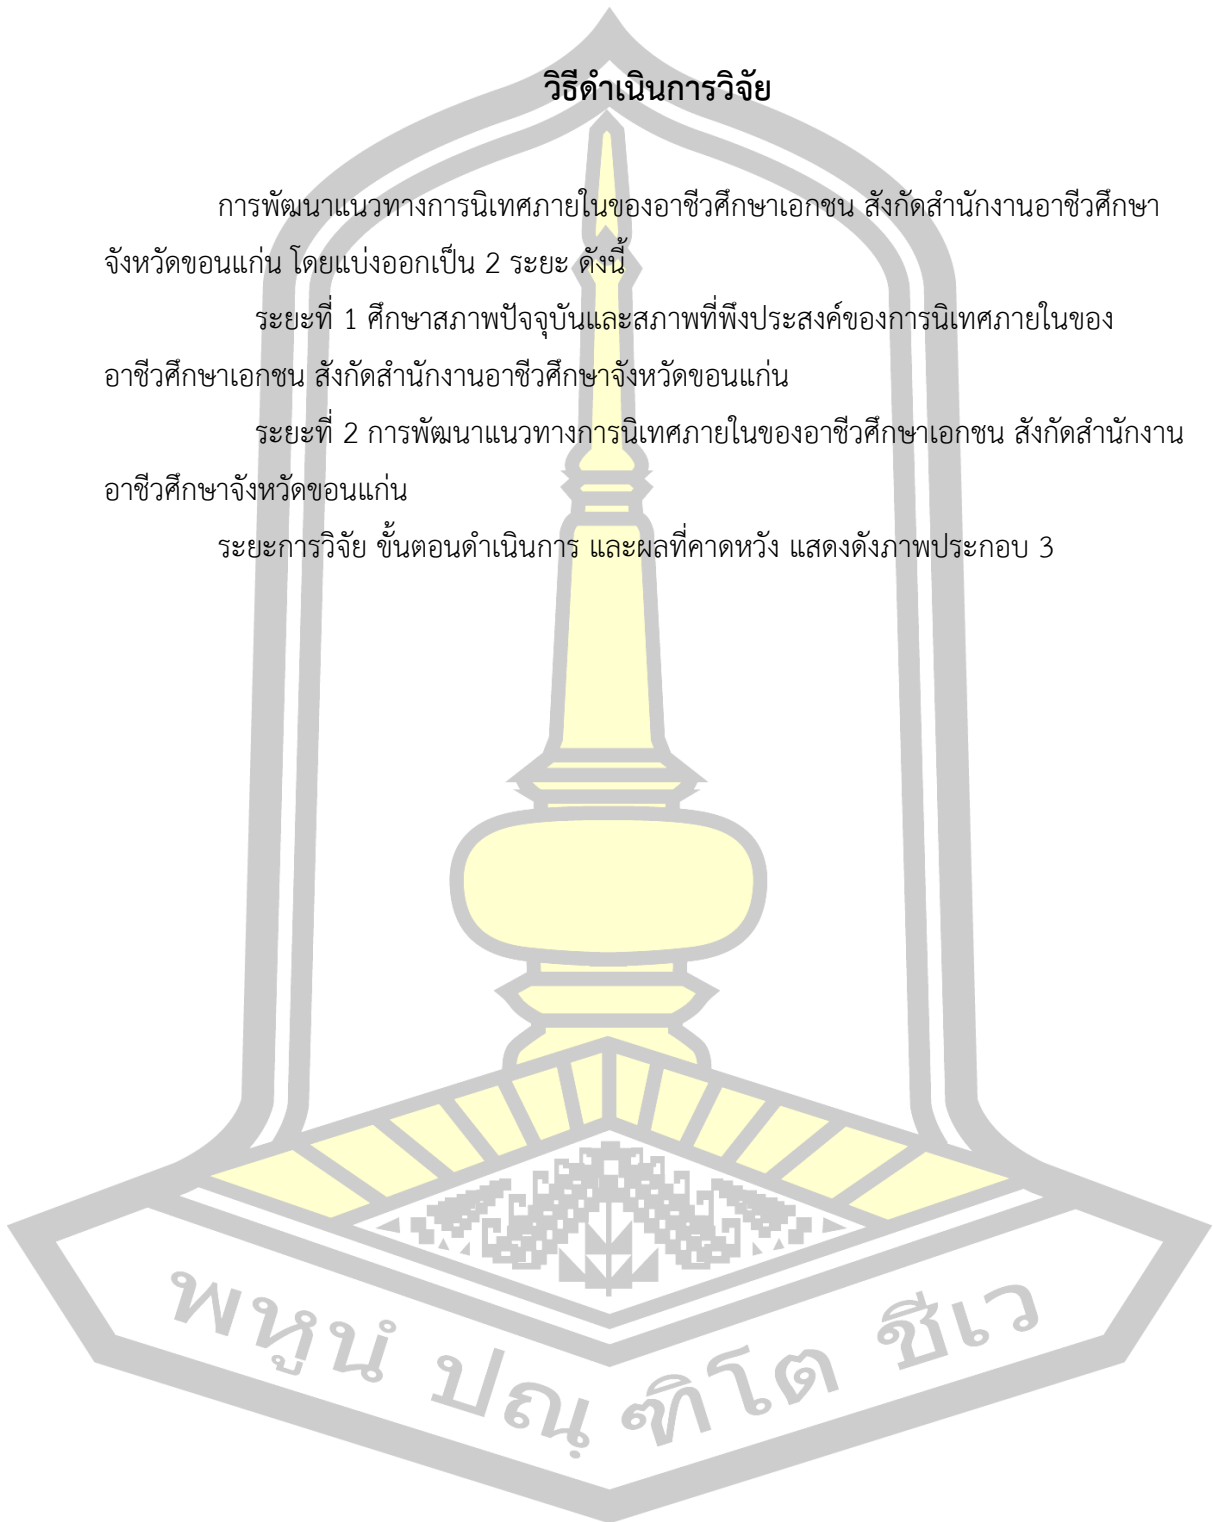 วิธีดำเนินการวิจัย
การพัฒนาแนวทางการนิเทศภายในของอาชีวศึกษาเอกชน สังกัดสำนักงานอาชีวศึกษา
จังหวัดขอนแก่น โดยแบ่งออกเป็น 2 ระยะ ดังนี้
ระยะที่ 1 ศึกษาสภาพปัจจุบันและสภาพที่พึงประสงค์ของการนิเทศภายในของ
อาชีวศึกษาเอกชน สังกัดสำนักงานอาชีวศึกษาจังหวัดขอนแก่น
ระยะที่ 2 การพัฒนาแนวทางการนิเทศภายในของอาชีวศึกษาเอกชน สังกัดสำนักงาน
อาชีวศึกษาจังหวัดขอนแก่น
ระยะการวิจัย ขั้นตอนดำเนินการ และผลที่คาดหวัง แสดงดังภาพประกอบ 3
พหูนํ ปณฺฑิโต ชีเว